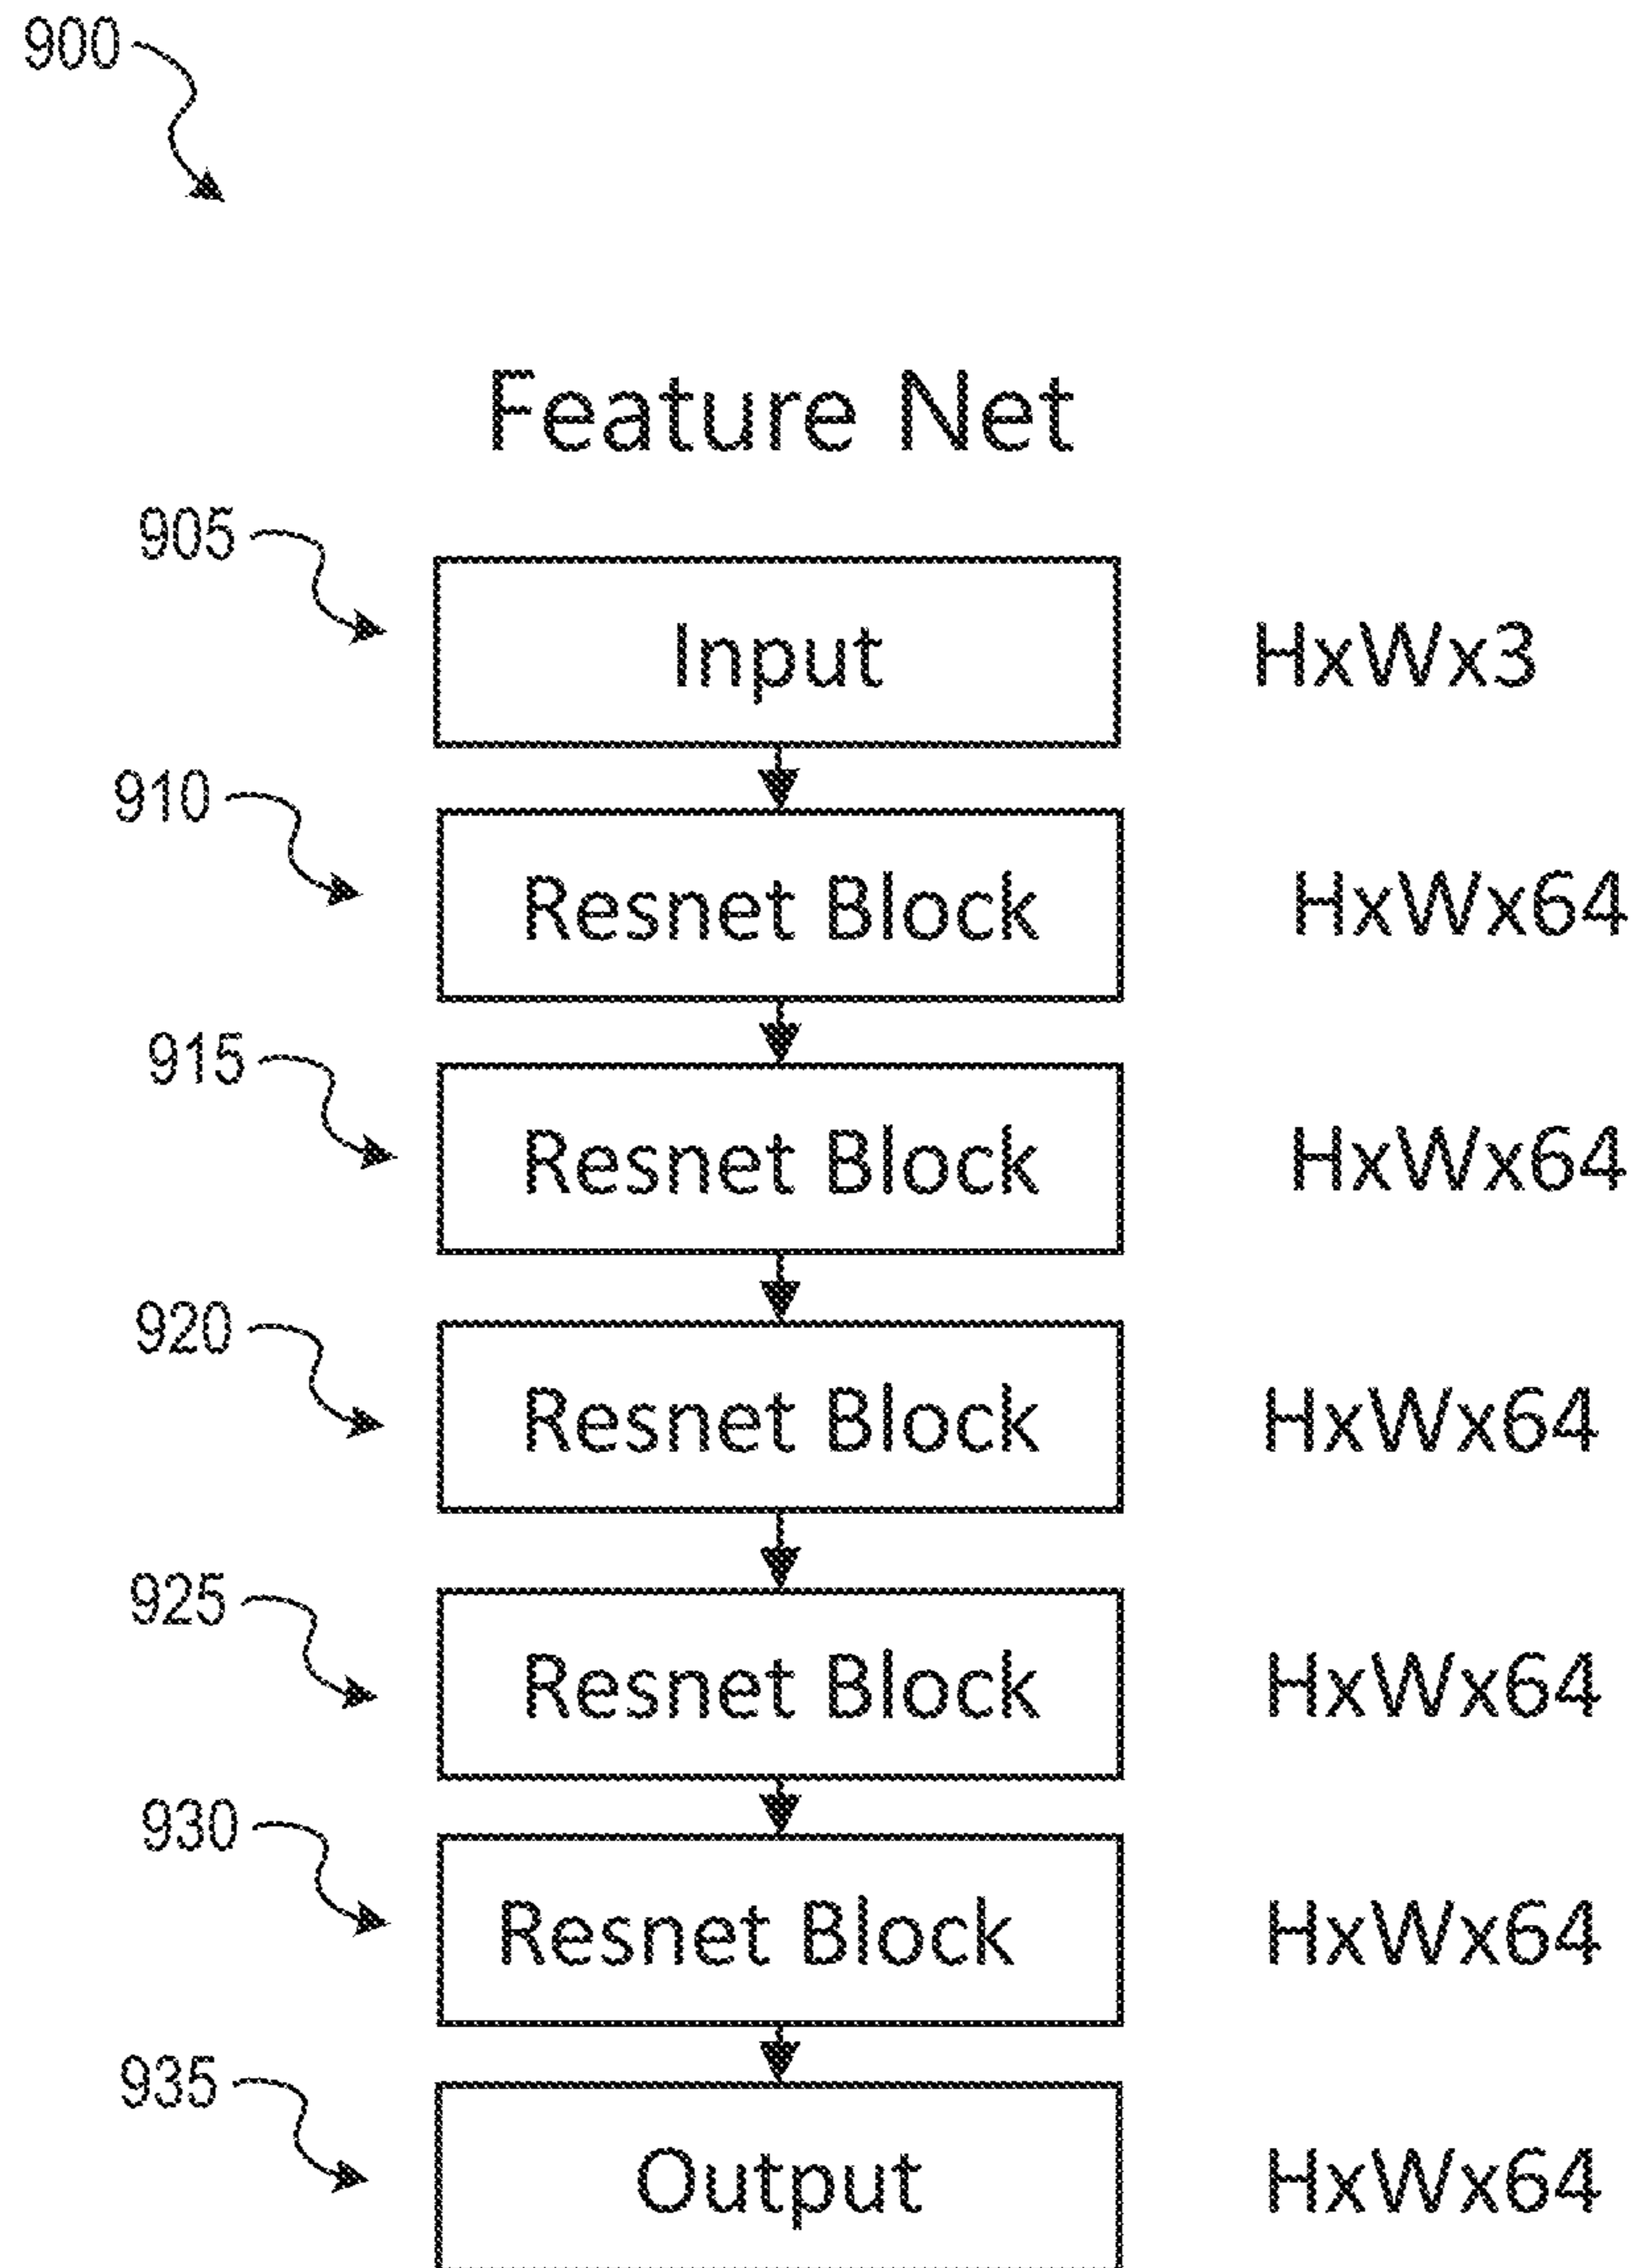 900
Feature Net
905
Input HxWx3
910
Resnet Block HxWx64
915
Resnet Block HxWx64
920
Resnet Block HxWx64
925
Resnet Block HxWx64
930
Resnet Block HxWx64
935
Output HxWx64